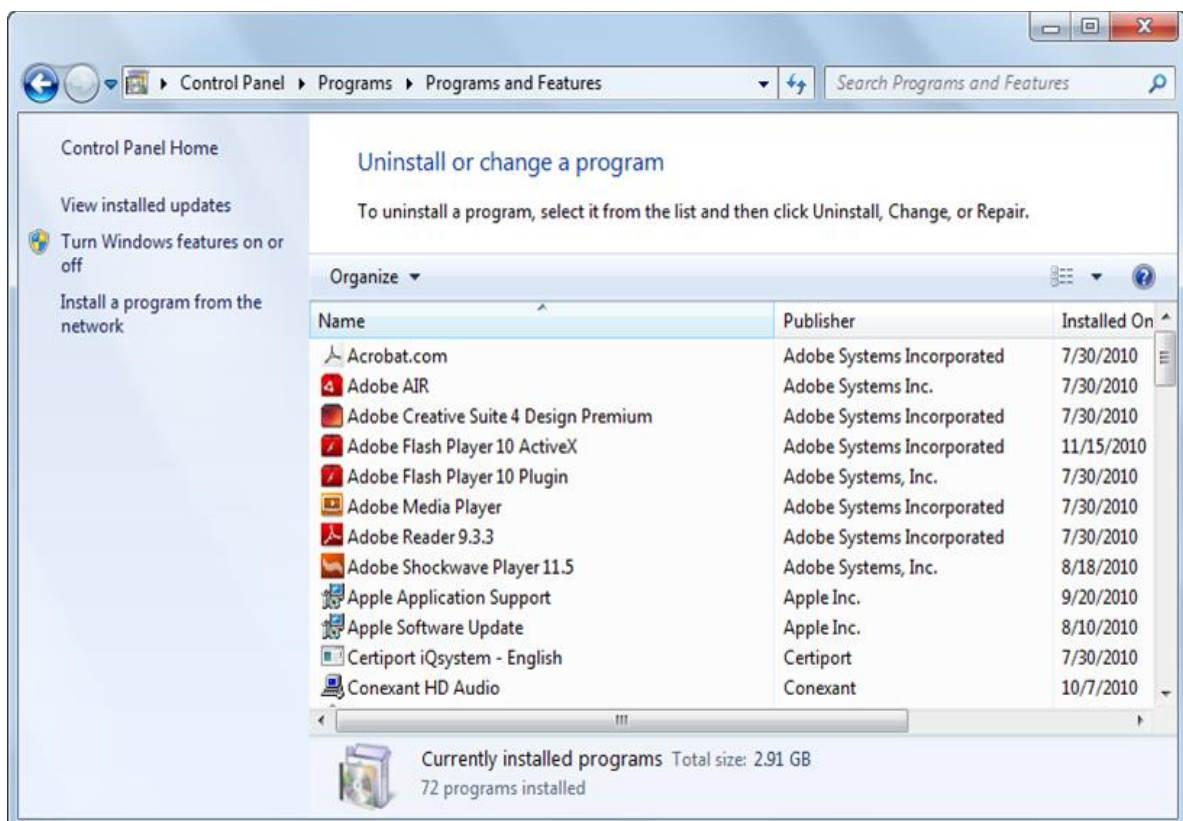 Control Panel Programs Programs and Features
Search Programs and Features
Control Panel Home
View installed updates
Turn Windows features on or
off
Install a program from the
network
Uninstall or change a program
To uninstall a program, select it from the list and then click Uninstall, Change, or Repair.
Organize
Name Publisher Installed On
Acrobat.com Adobe Systems Incorporated 7/30/2010
Adobe AIR Adobe Systems Inc. 7/30/2010
Adobe Creative Suite 4 Design Premium Adobe Systems Incorporated 7/30/2010
Adobe Flash Player 10 ActiveX Adobe Systems Incorporated 11/15/2010
Adobe Flash Player 10 Plugin Adobe Systems, Inc. 7/30/2010
Adobe Media Player Adobe Systems Incorporated 7/30/2010
Adobe Reader 9.3.3 Adobe Systems Incorporated 7/30/2010
Adobe Shockwave Player 11.5 Adobe Systems, Inc. 8/18/2010
Apple Application Support Apple Inc. 9/20/2010
Apple Software Update Apple Inc. 8/10/2010
Certiport iQsystem - English Certiport 7/30/2010
Conexant HD Audio Conexant 10/7/2010
Currently installed programs Total size: 2.91 GB
72 programs installed